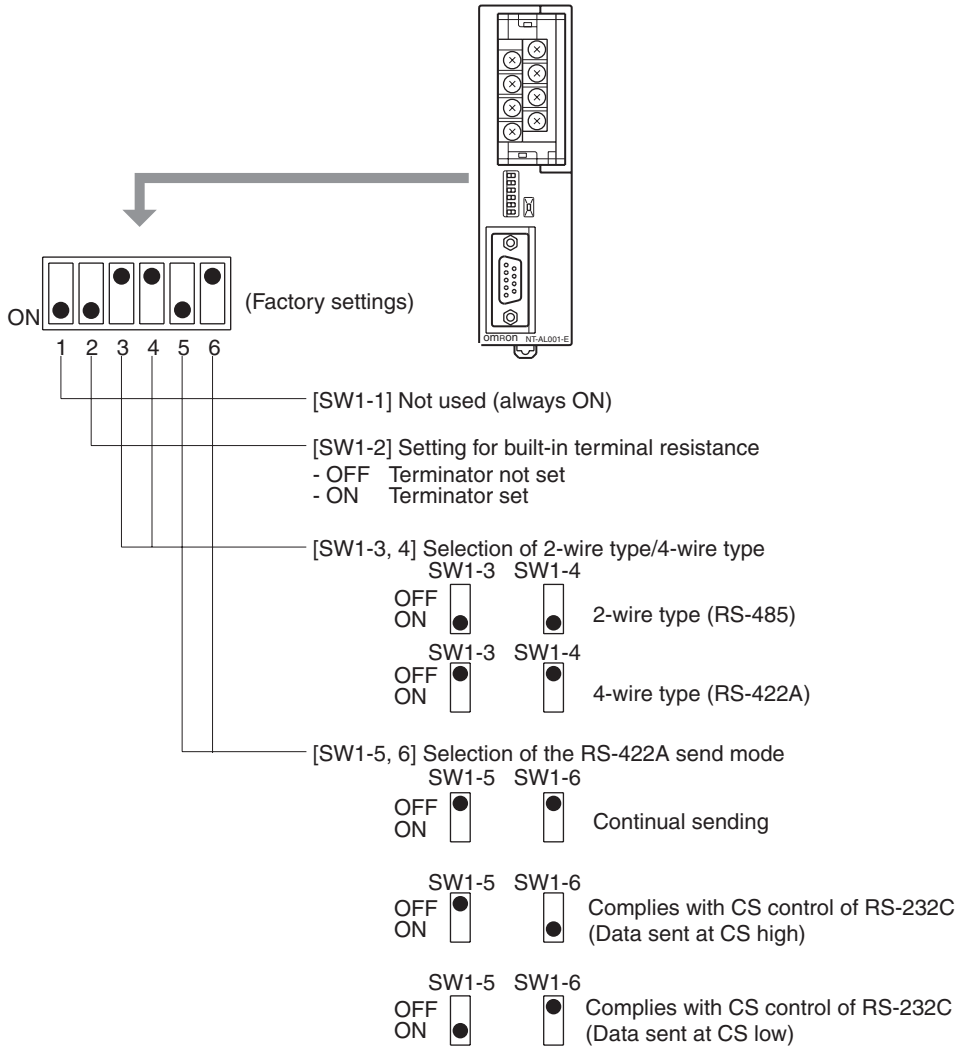 OMRON NT-AL001-E
ON
(Factory settings)
1 2 3 4 5 6
[SW1-1] Not used (always ON)
[SW1-2] Setting for built-in terminal resistance
- OFF Terminator not set
- ON Terminator set
[SW1-3, 4] Selection of 2-wire type/4-wire type
SW1-3 SW1-4
OFF
ON
2-wire type (RS-485)
SW1-3 SW1-4
OFF
ON
4-wire type (RS-422A)
[SW1-5, 6] Selection of the RS-422A send mode
SW1-5 SW1-6
OFF
ON
Continual sending
SW1-5 SW1-6
OFF
ON
Complies with CS control of RS-232C
(Data sent at CS high)
SW1-5 SW1-6
OFF
ON
Complies with CS control of RS-232C
(Data sent at CS low)